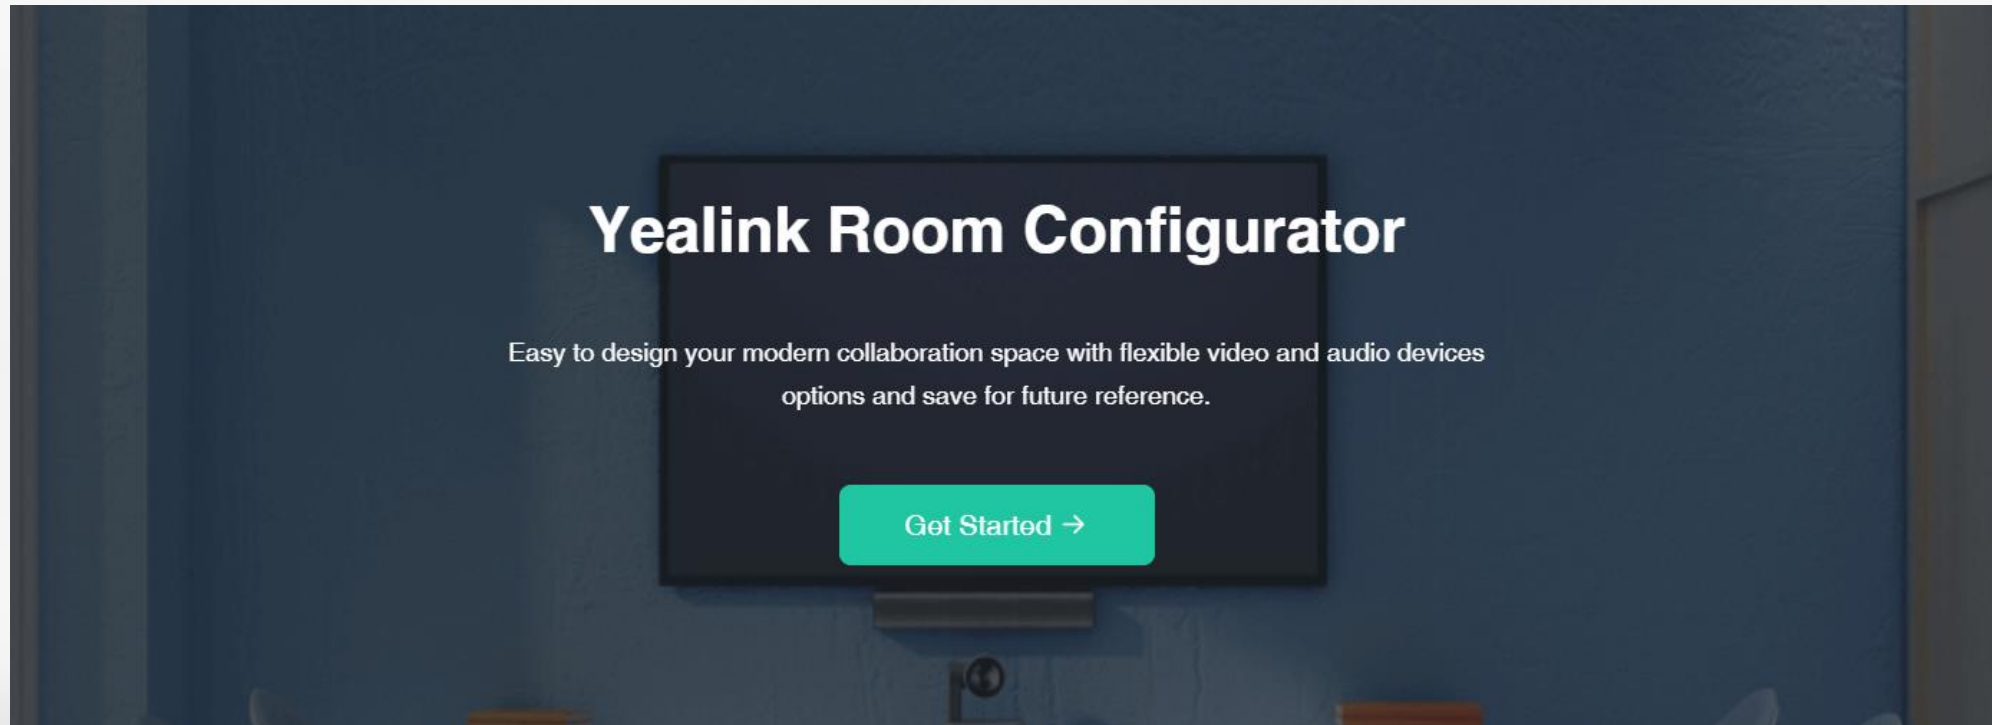 Yealink Room Configurator
Easy to design your modern collaboration space with flexible video and audio devices
options and save for future reference.
Get Started →